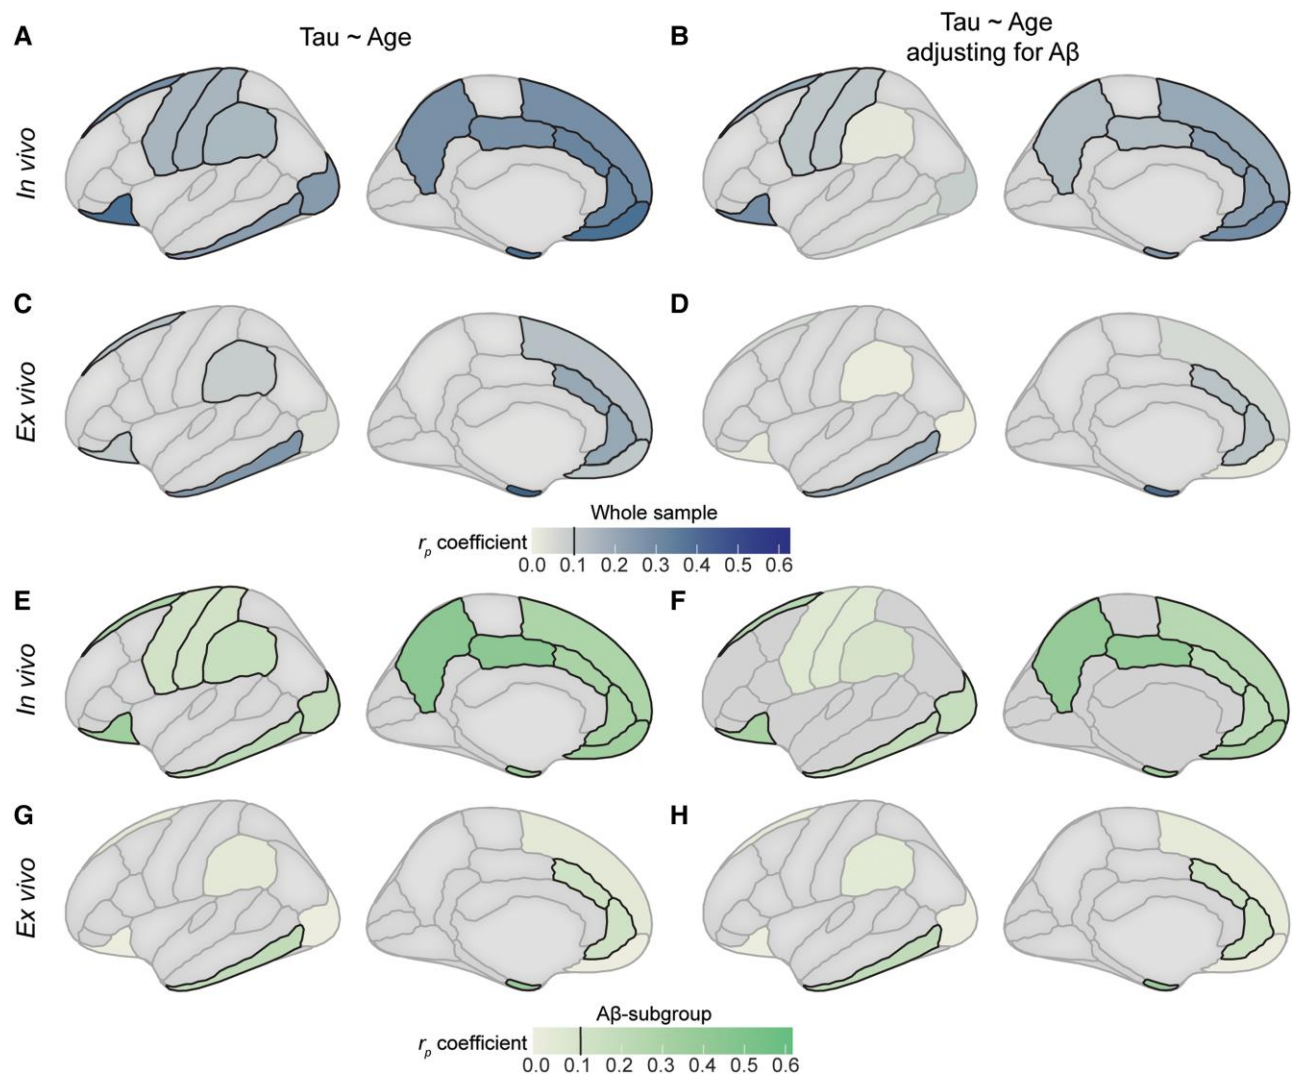 A
Tau ~ Age
B
Tau ~ Age
adjusting for Aβ
In vivo
C
D
Ex vivo
Whole sample
rp coefficient
0.0 0.1 0.2 0.3 0.4 0.5 0.6
E
F
In vivo
G
H
Ex vivo
Aβ-subgroup
rp coefficient
0.0 0.1 0.2 0.3 0.4 0.5 0.6